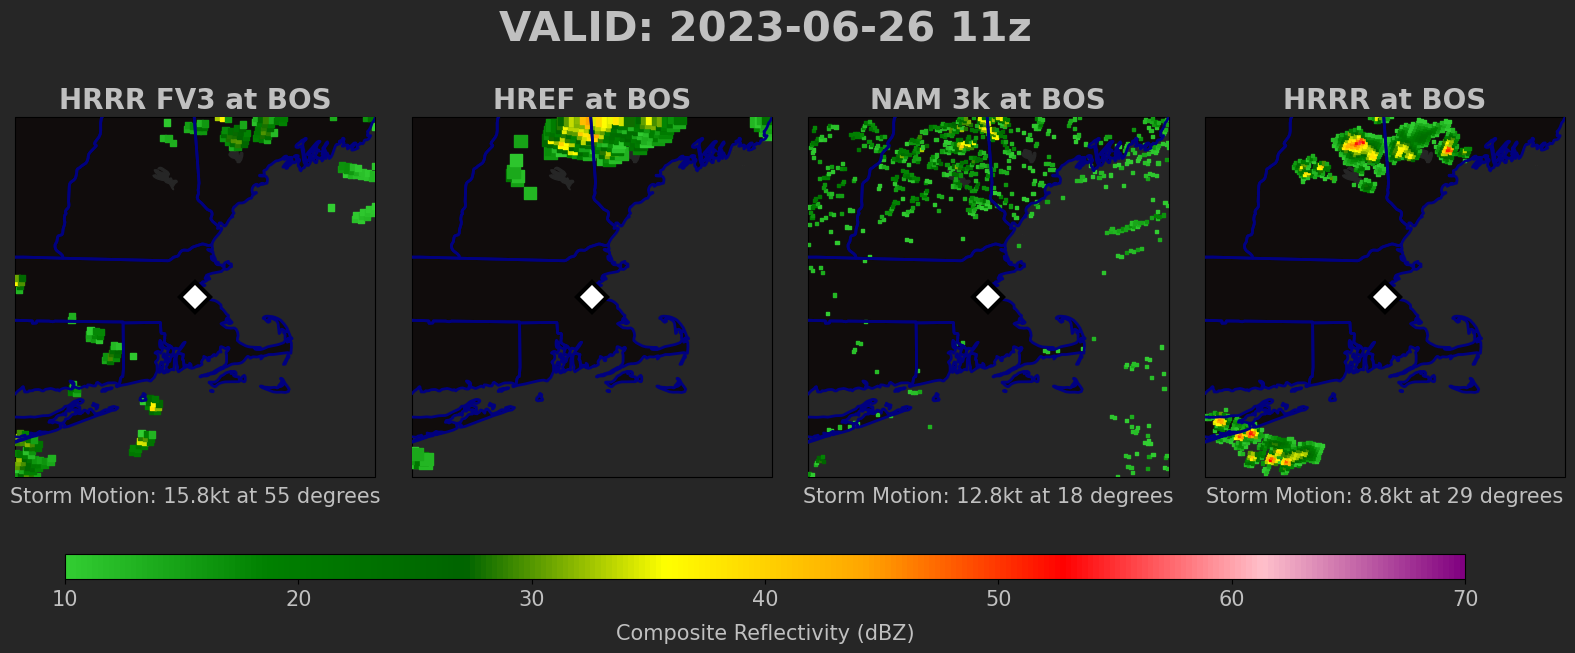 VALID: 2023-06-26 11z
HRRR FV3 at BOS
HREF at BOS
NAM 3k at BOS
HRRR at BOS
Storm Motion: 15.8kt at 55 degrees
Storm Motion: 12.8kt at 18 degrees
Storm Motion: 8.8kt at 29 degrees
10 20 30 40 50 60 70
Composite Reflectivity (dBZ)